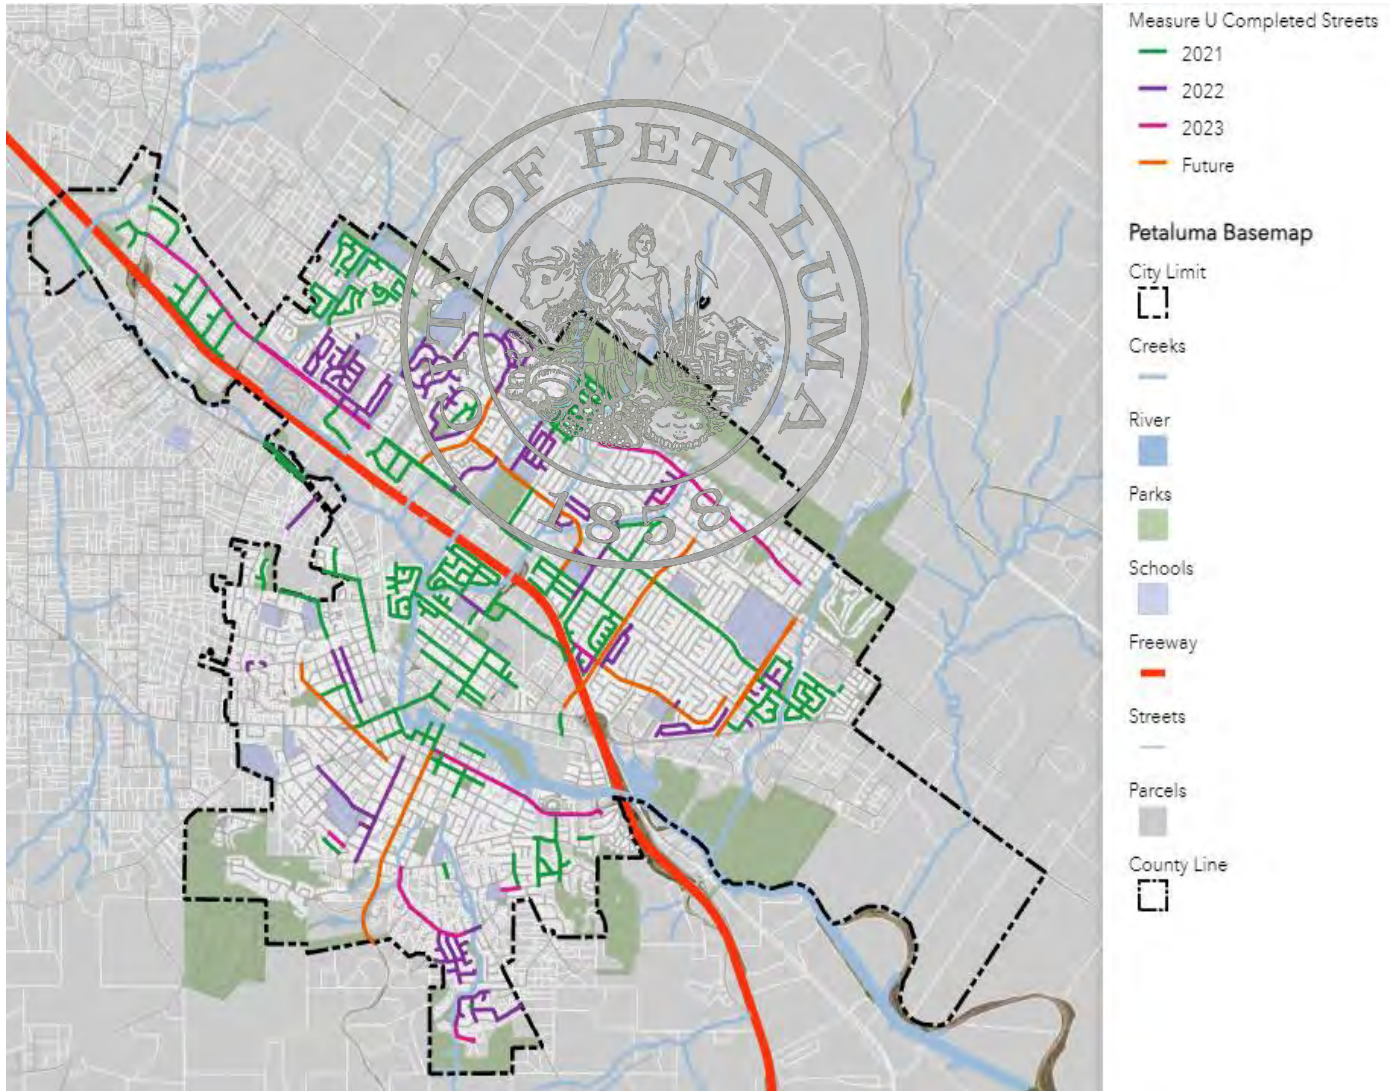 CITY OF PETALUMA
1858
Measure U Completed Streets
2021
2022
2023
Future
Petaluma Basemap
City Limit
Creeks
River
Parks
Schools
Freeway
Streets
Parcels
County Line